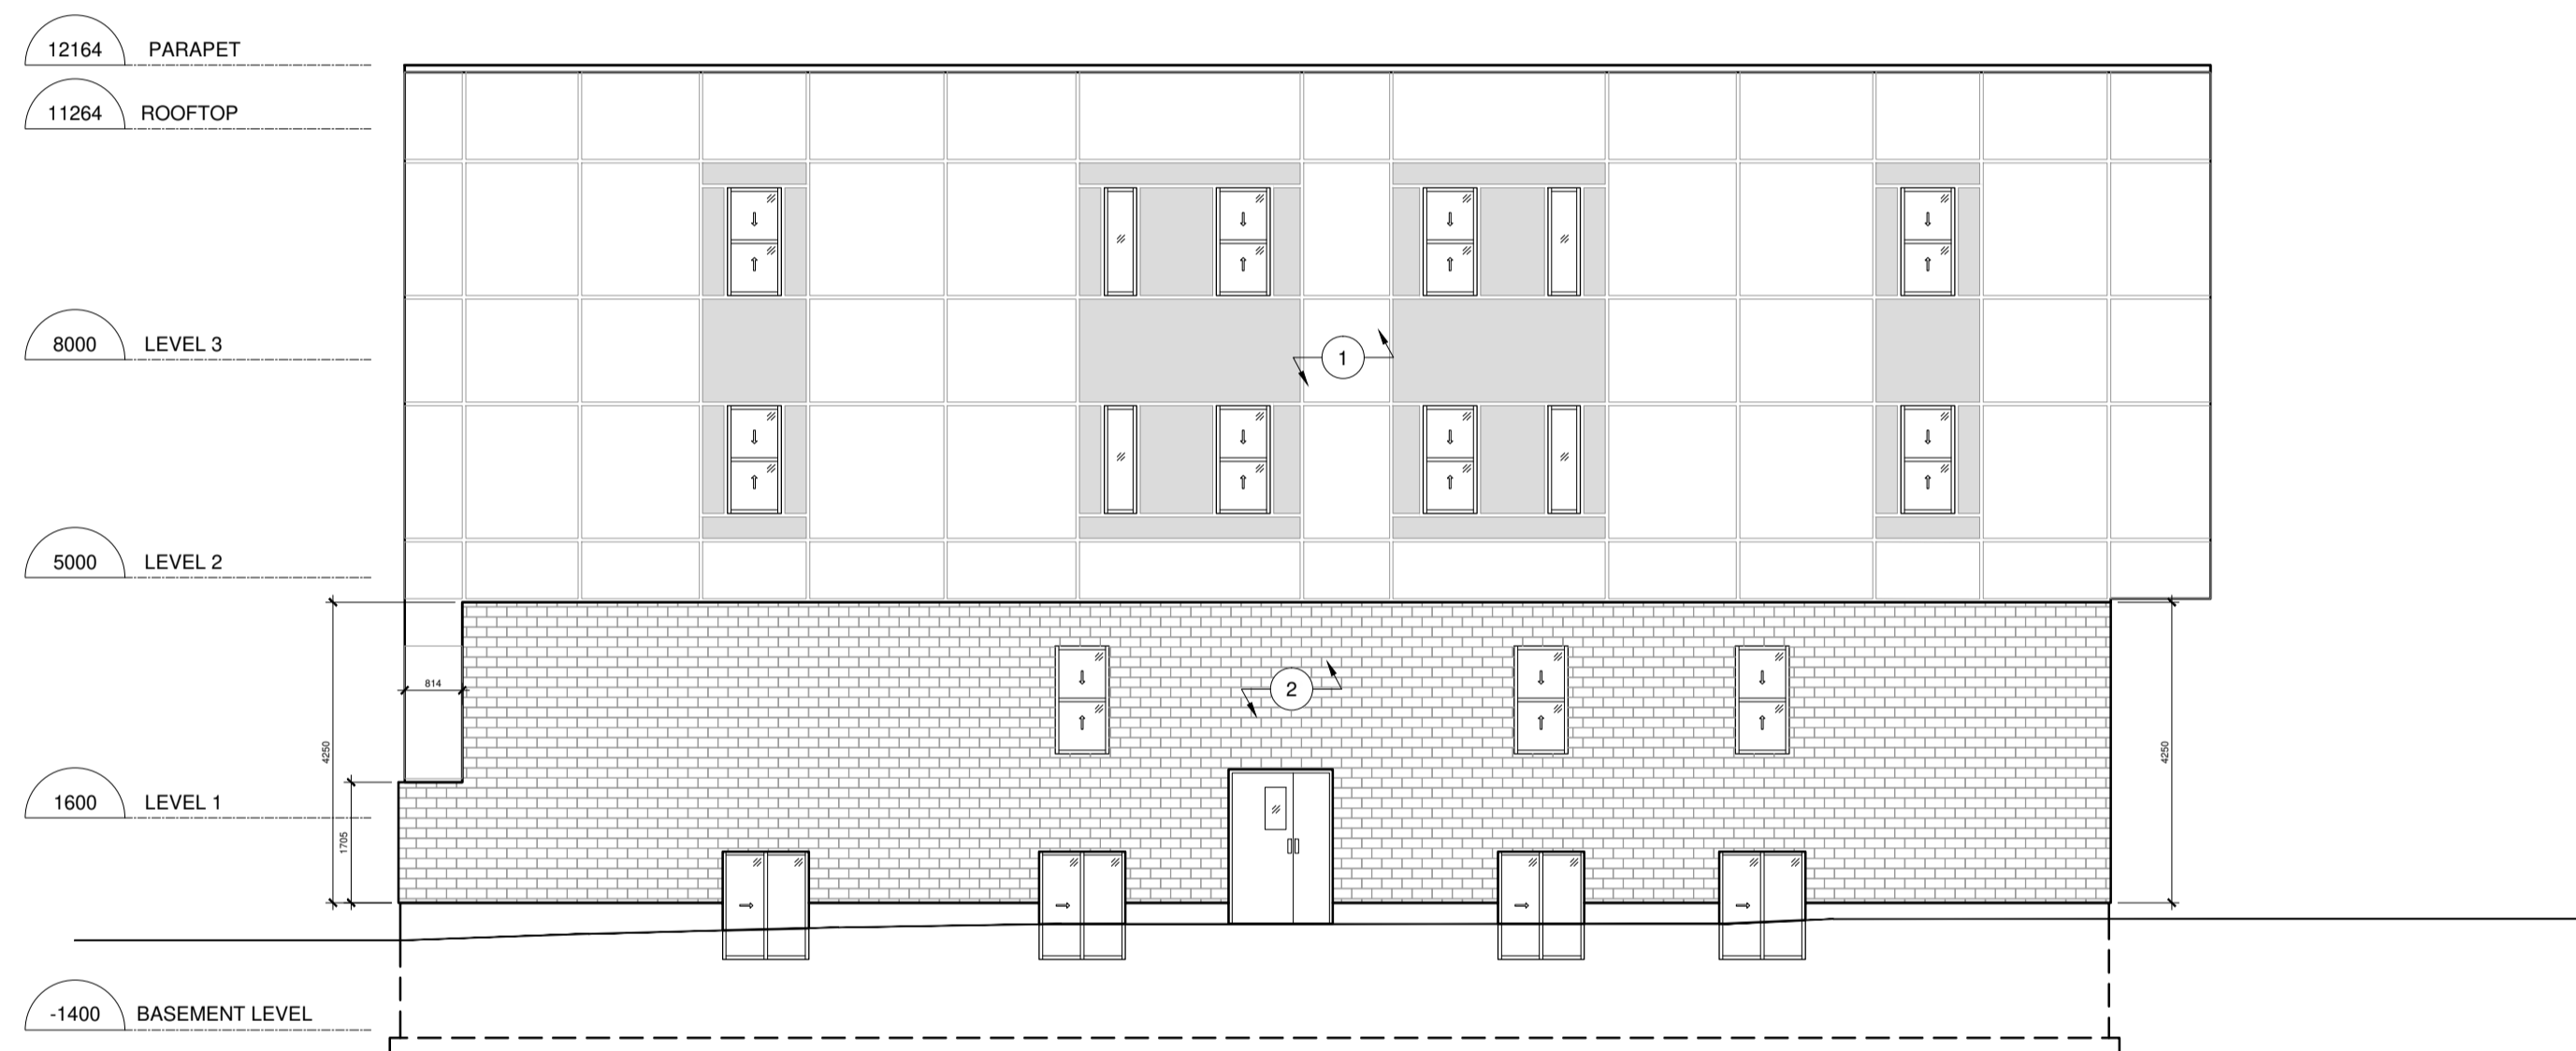 12164 PARAPET
11264 ROOFTOP
8000 LEVEL 3
1
5000 LEVEL 2
814
2
4250
4250
1600 LEVEL 1
1705
-1400 BASEMENT LEVEL